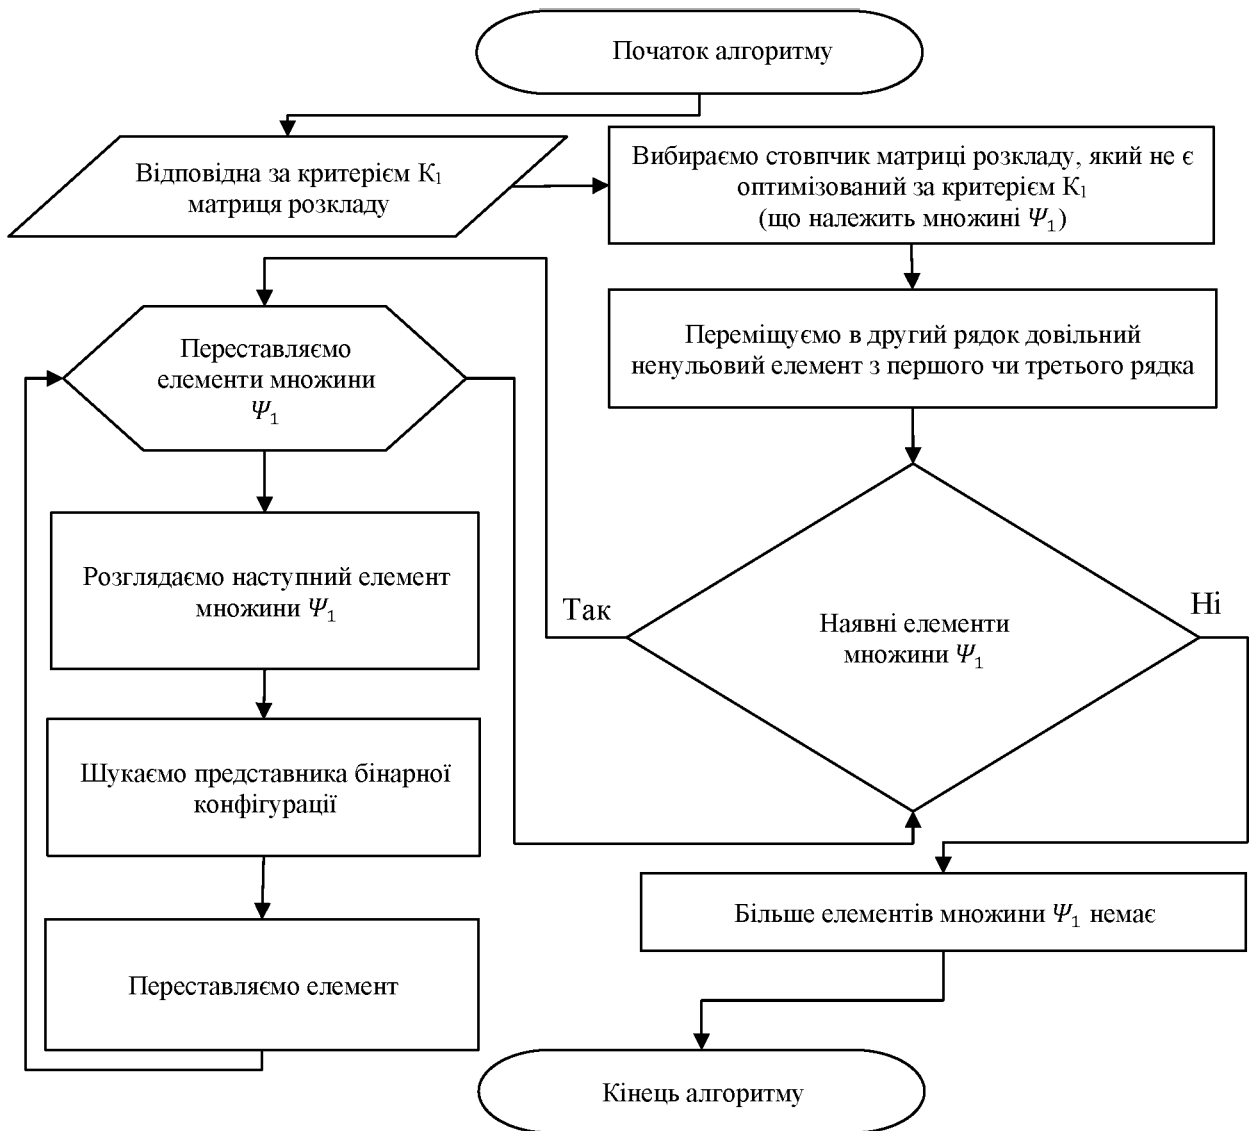 Початок алгоритму
Відповідна за критерієм К₁
матриця розкладу
Вибираємо стовпчик матриці розкладу, який не є
оптимізований за критерієм К₁
(що належить множині Ψ₁)
Переміщуємо в другий рядок довільний
ненульовий елемент з першого чи третього рядка
Наявні елементи
множини Ψ₁
Так
Ні
Переставляємо
елементи множини
Ψ₁
Розглядаємо наступний елемент
множини Ψ₁
Шукаємо представника бінарної
конфігурації
Переставляємо елемент
Більше елементів множини Ψ₁ немає
Кінець алгоритму